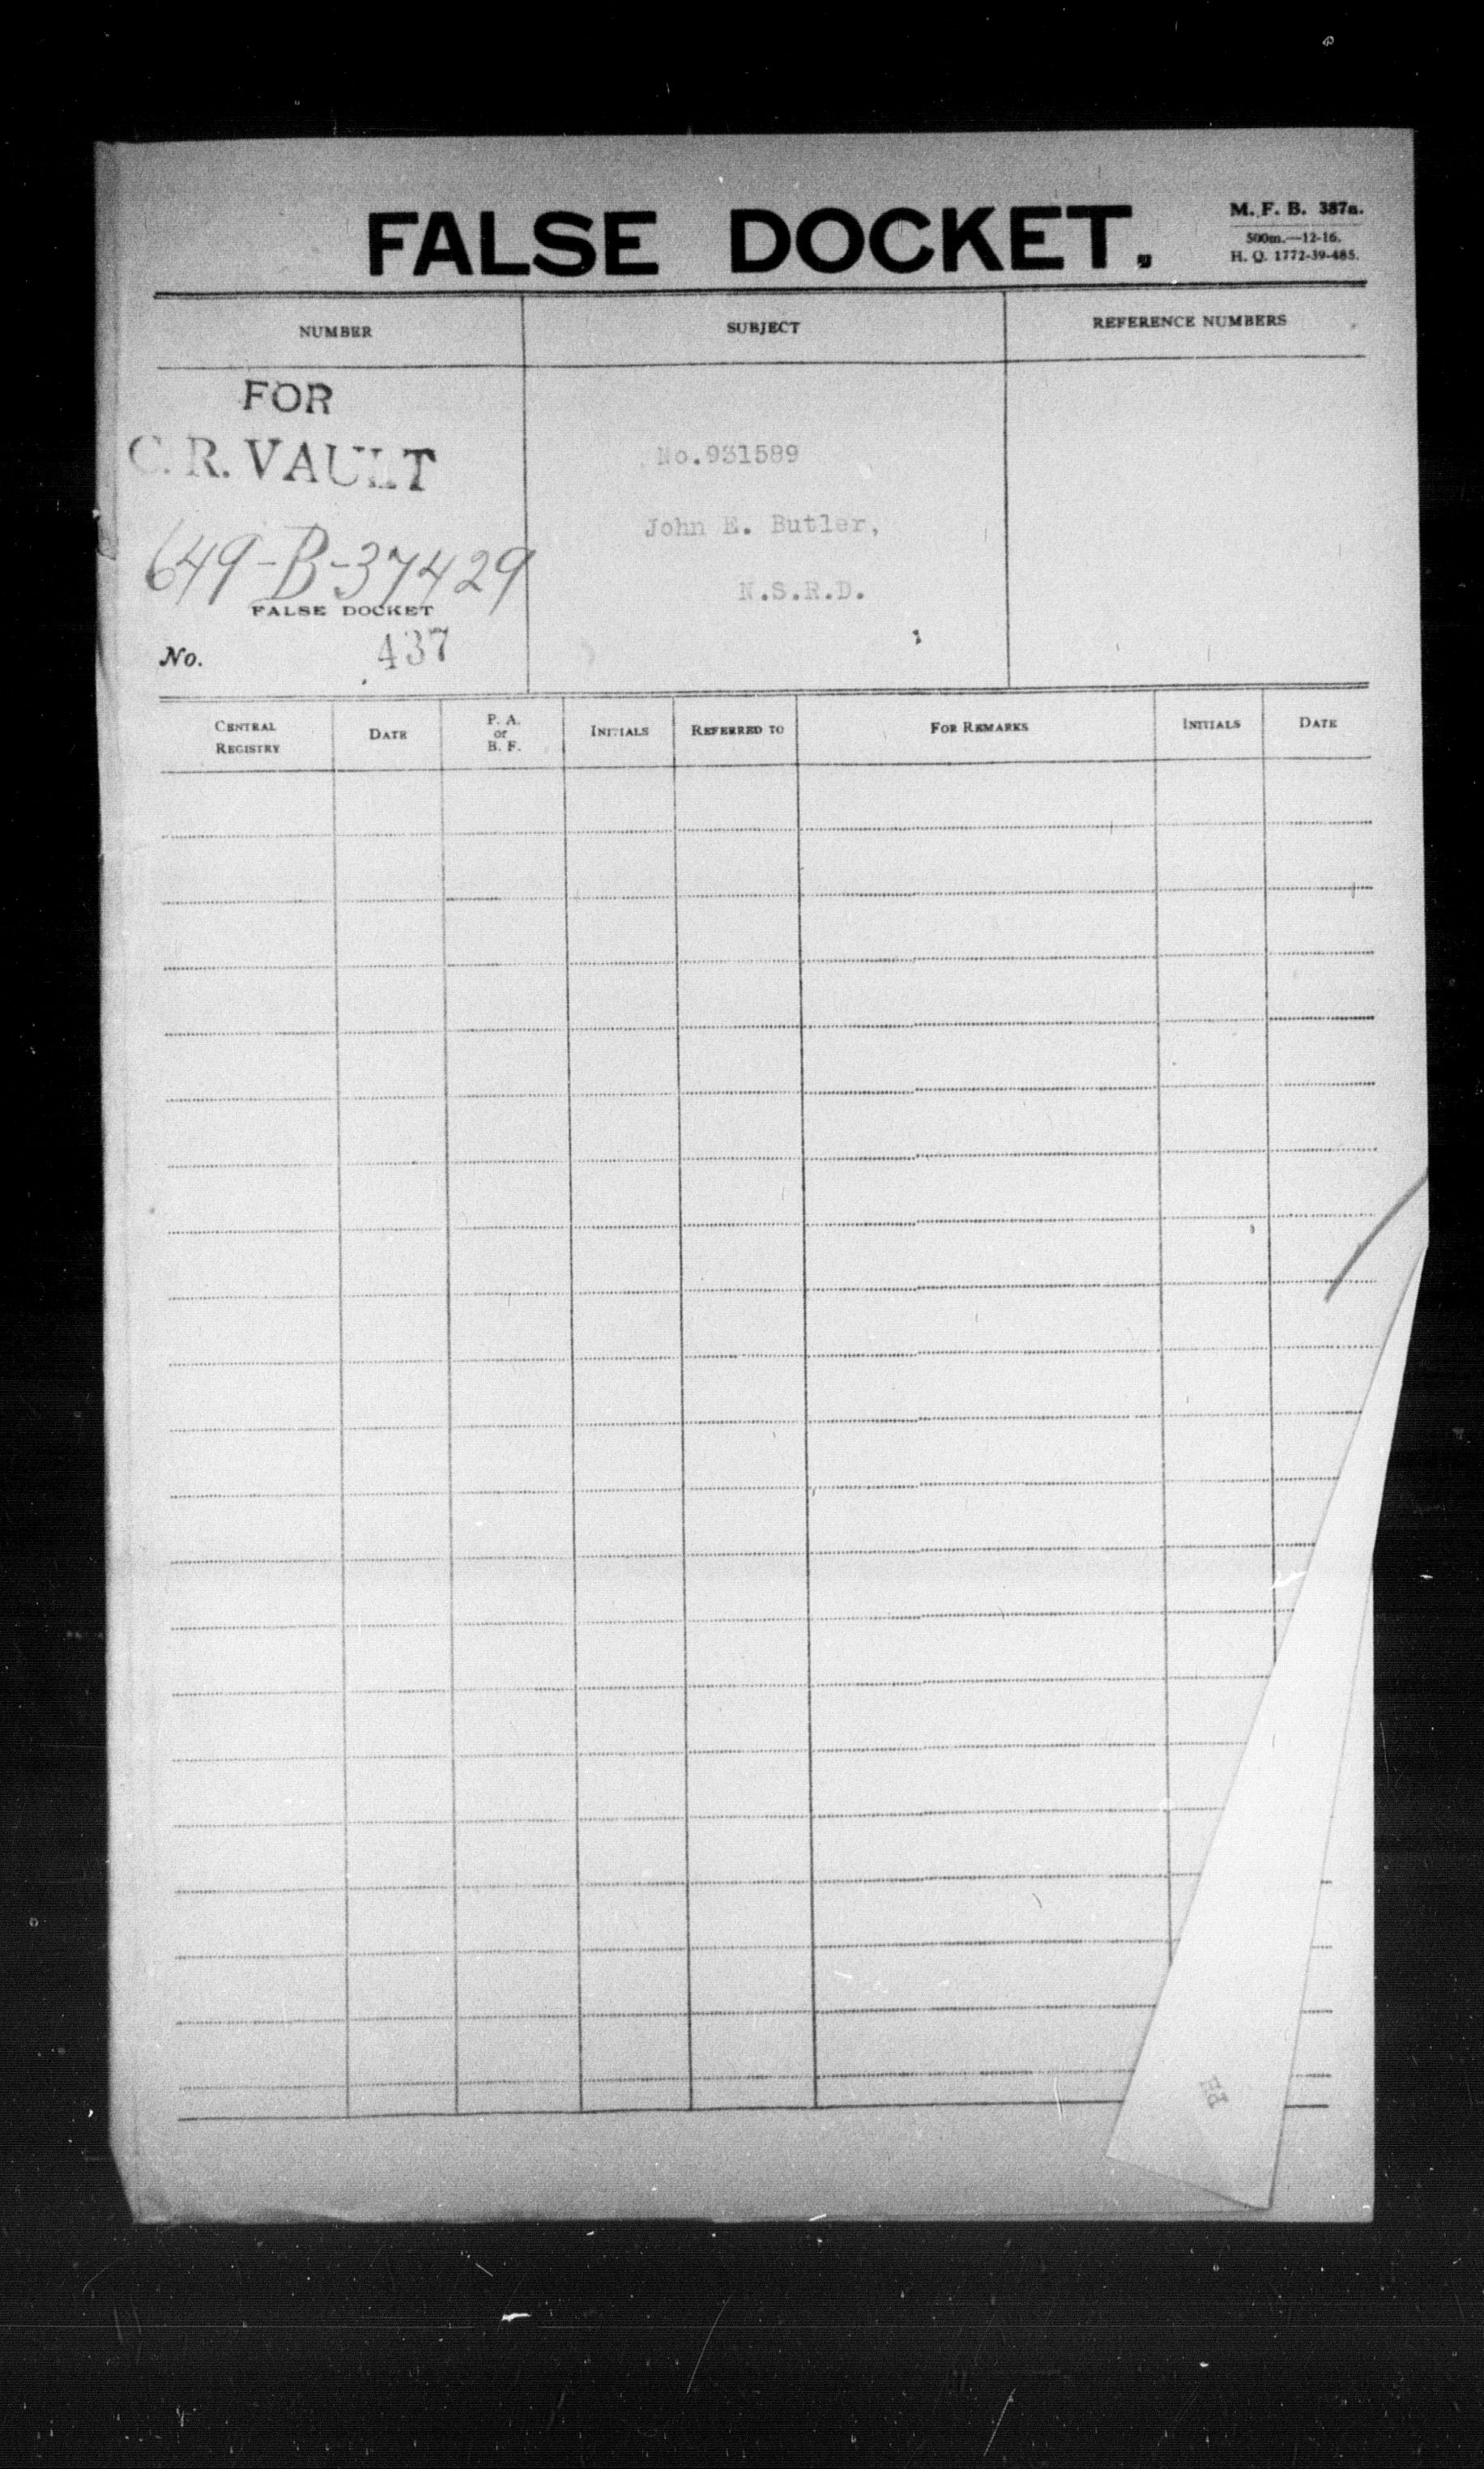 FALSE DOCKET.
M. F. B. 387a.
500m.—12-16.
H. Q. 1772-39-485.
NUMBER
SUBJECT
REFERENCE NUMBERS
FOR
C. R. VAULT
649-B-37429
FALSE DOCKET
No. 437
No.931589
John E. Butler,
N.S.R.D.
CENTRAL REGISTRY
DATE
P. A. or B. F.
INITIALS
REFERRED TO
FOR REMARKS
INITIALS
DATE